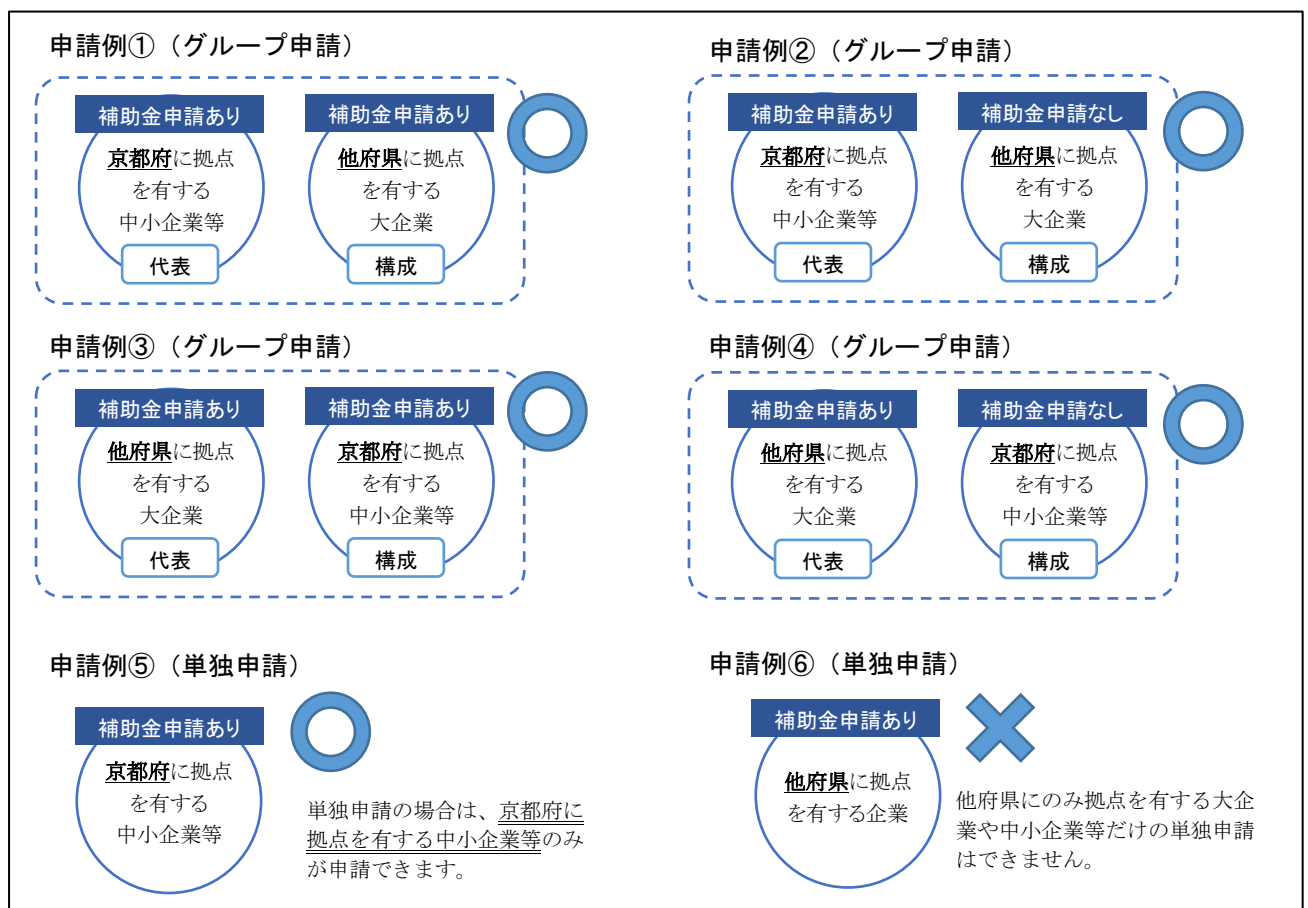 申請例①（グループ申請）
補助金申請あり
京都府に拠点
を有する
中小企業等
代表
補助金申請あり
他府県に拠点
を有する
大企業
構成
申請例②（グループ申請）
補助金申請あり
京都府に拠点
を有する
中小企業等
代表
補助金申請なし
他府県に拠点
を有する
大企業
構成
申請例③（グループ申請）
補助金申請あり
他府県に拠点
を有する
大企業
代表
補助金申請あり
京都府に拠点
を有する
中小企業等
構成
申請例④（グループ申請）
補助金申請あり
他府県に拠点
を有する
大企業
代表
補助金申請なし
京都府に拠点
を有する
中小企業等
構成
申請例⑤（単独申請）
補助金申請あり
京都府に拠点
を有する
中小企業等
単独申請の場合は、京都府に
拠点を有する中小企業等のみ
が申請できます。
申請例⑥（単独申請）
補助金申請あり
他府県に拠点
を有する企業
他府県にのみ拠点を有する大企
業や中小企業等だけの単独申請
はできません。